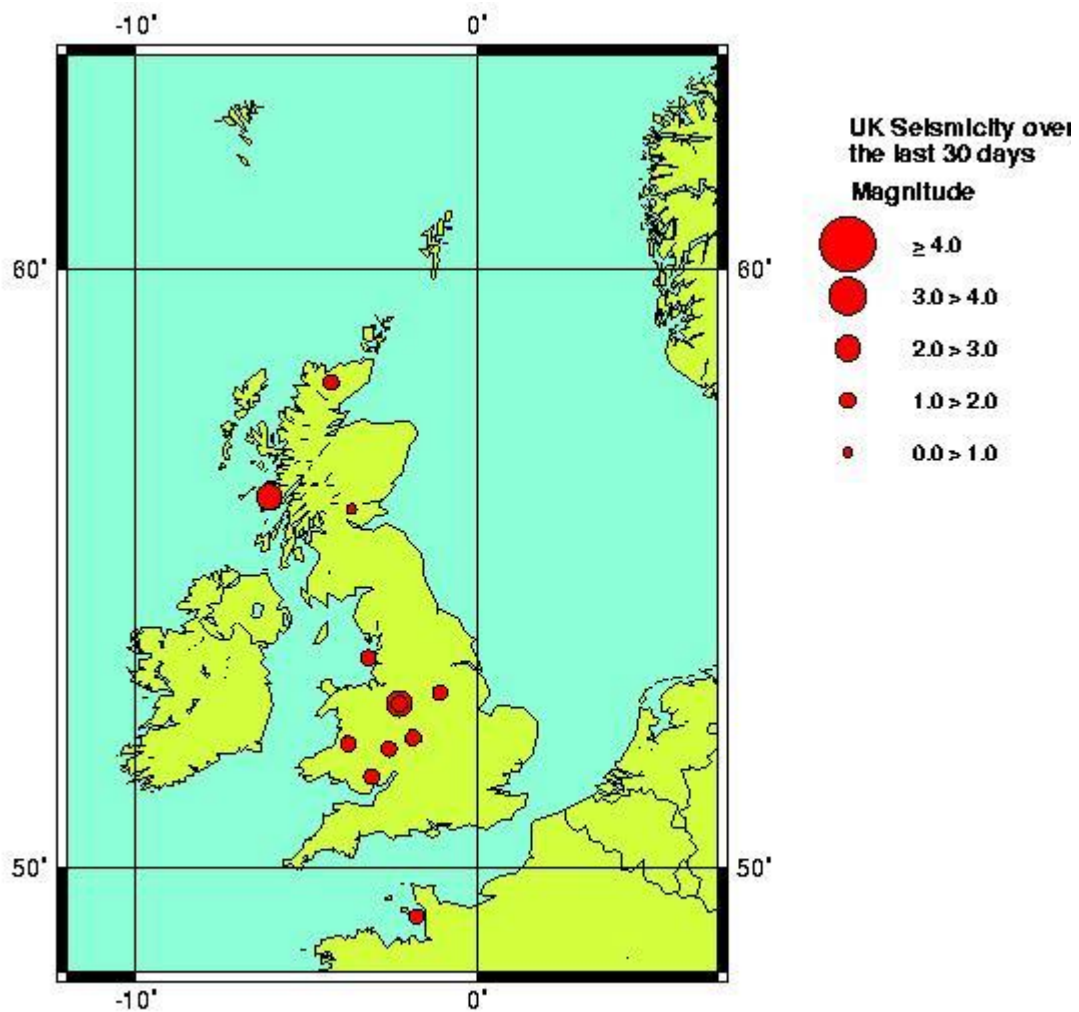 -10° 0°
UK Seismicity over
the last 30 days
Magnitude
≥ 4.0
60° 60°
3.0 > 4.0
2.0 > 3.0
1.0 > 2.0
0.0 > 1.0
50° 50°
-10° 0°